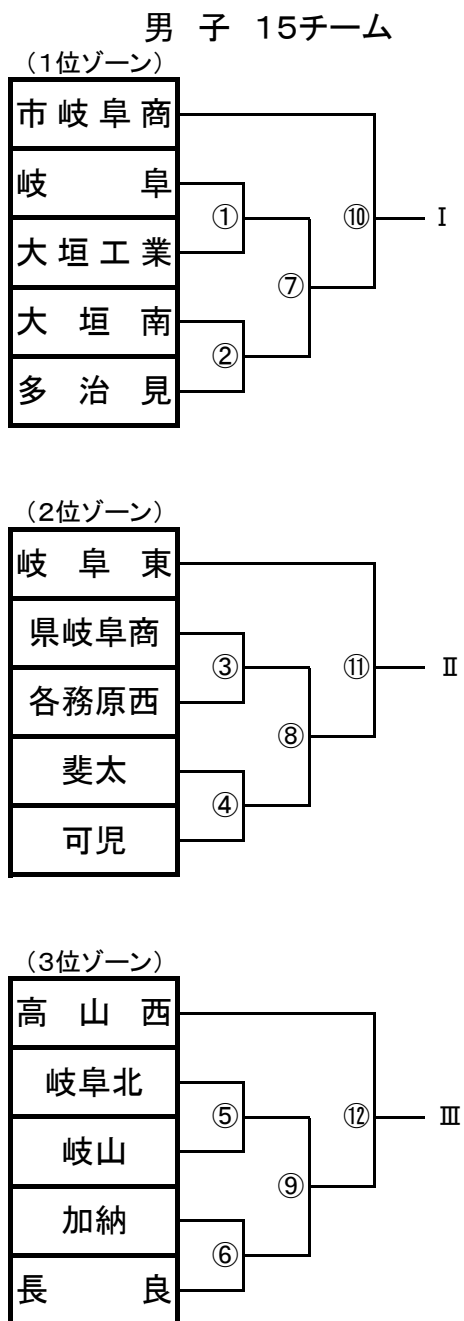 男 子 15チーム
（1位ゾーン）
市岐阜商
岐 阜
①
⑩
Ⅰ
大垣工業
⑦
大 垣 南
②
多 治 見
（2位ゾーン）
岐 阜 東
県岐阜商
③
⑪
Ⅱ
各務原西
⑧
斐太
④
可児
（3位ゾーン）
高 山 西
岐阜北
⑤
⑫
Ⅲ
岐山
⑨
加納
⑥
長 良